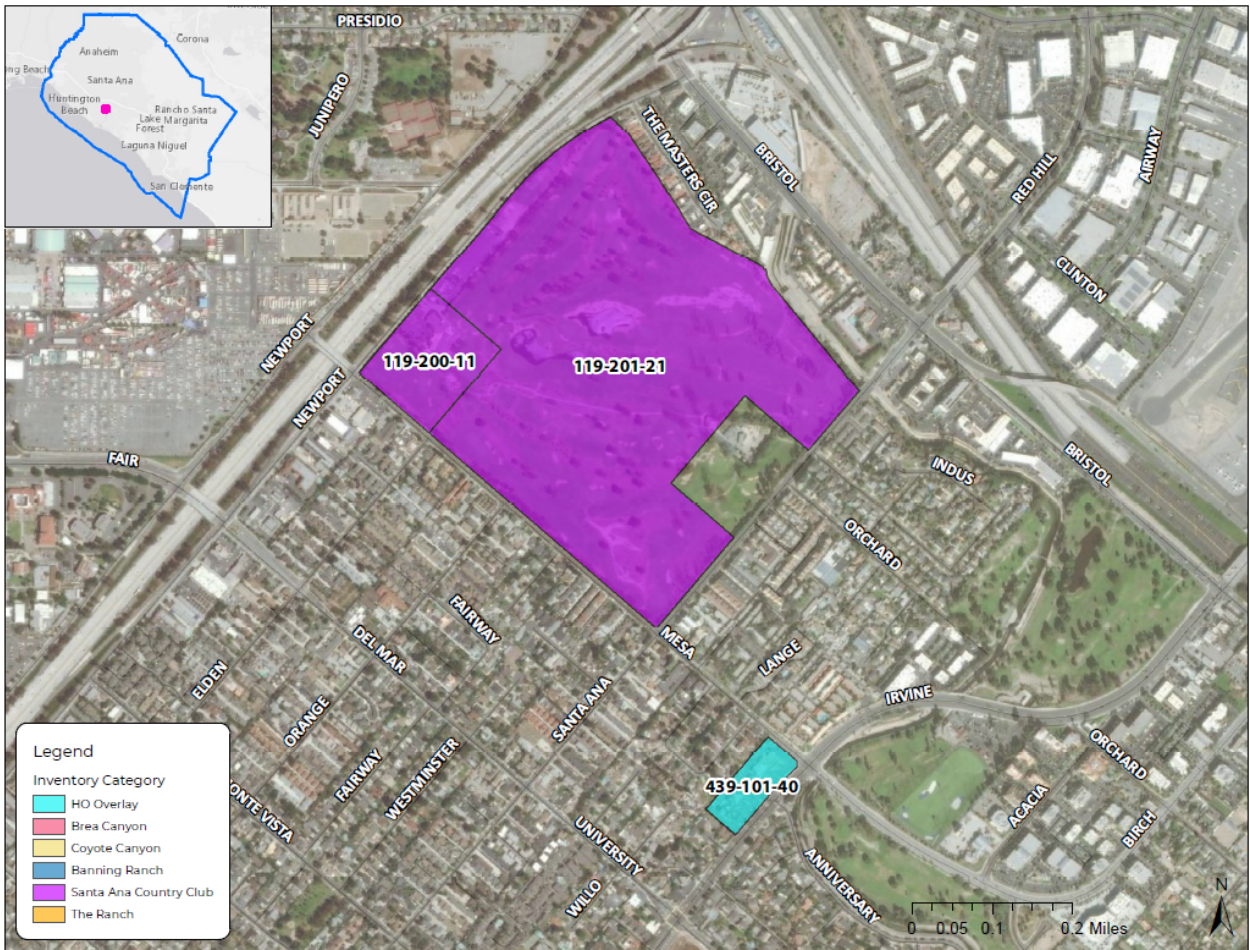 Corona
Anaheim
ong Beach
Santa Ana
Huntington
Beach
Rancho Santa
Margarita
Lake
Forest
Laguna Niguel
San Clemente
PRESIDIO
JUNIPERO
THE MASTERS CIR
BRISTOL
RED HILL
AIRWAY
CLINTON
NEWPORT
NEWPORT
119-200-11
119-201-21
FAIR
BRISTOL
INDUS
ORCHARD
FAIRWAY
MESA
LANGE
DEL MAR
ELDEN
ORANGE
SANTA ANA
IRVINE
ORCHARD
FAIRWAY
WESTMINSTER
439-101-40
ONTE VISTA
UNIVERSITY
ACACIA
BIRCH
WILLO
ANNIVERSARY
Legend
Inventory Category
HO Overlay
Brea Canyon
Coyote Canyon
Banning Ranch
Santa Ana Country Club
The Ranch
N
0 0.05 0.1 0.2 Miles